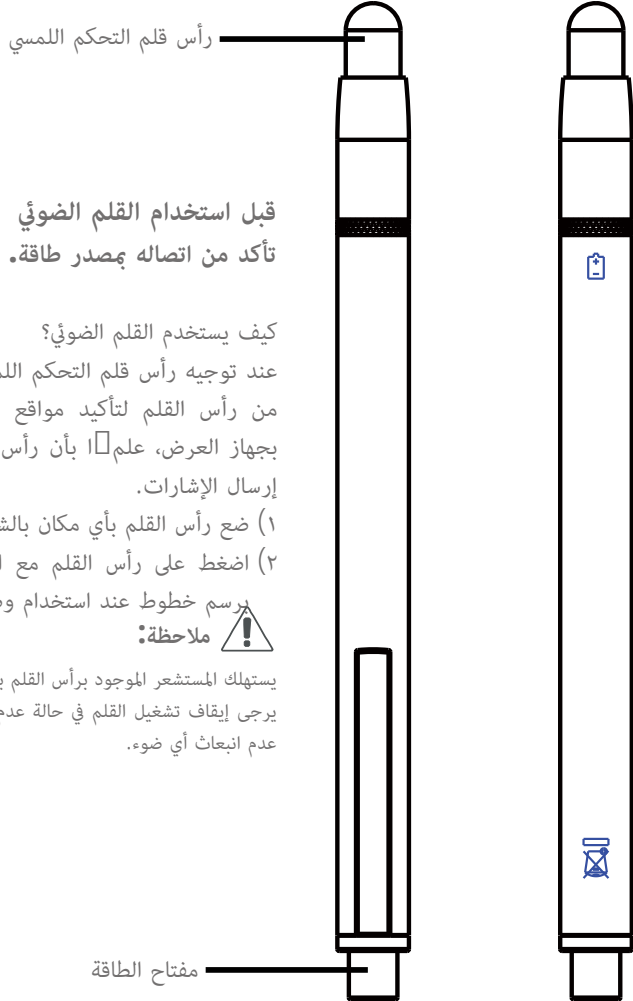 رأس قلم التحكم اللمسي
قبل استخدام القلم الضوئي
تأكد من اتصاله بمصدر طاقة.
كيف يستخدم القلم الضوئي؟
عند توجيه رأس قلم التحكم
من رأس القلم لتأكيد مواقع
بجهاز العرض، علم⎕ا بأن رأس
إرسال الإشارات.
١) ضع رأس القلم بأي مكان
٢) اضغط على رأس القلم مع
برسم خطوط عند استخدام
ملاحظة:
يستهلك المستشعر الموجود برأس القلم
يرجى إيقاف تشغيل القلم في حالة عدم
عدم انبعاث أي ضوء.
مفتاح الطاقة